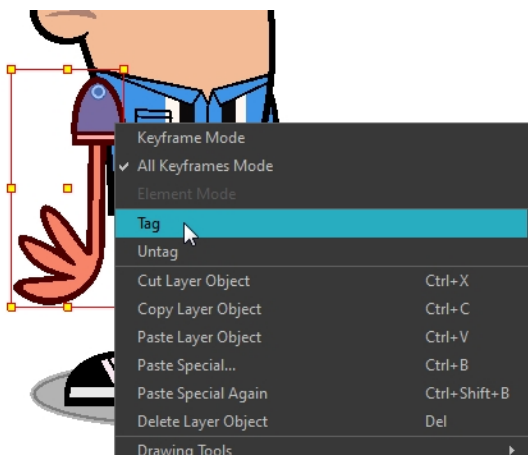 Keyframe Mode
All Keyframes Mode
Element Mode
Tag
Untag
Cut Layer Object Ctrl+X
Copy Layer Object Ctrl+C
Paste Layer Object Ctrl+V
Paste Special... Ctrl+B
Paste Special Again Ctrl+Shift+B
Delete Layer Object Del
Drawing Tools